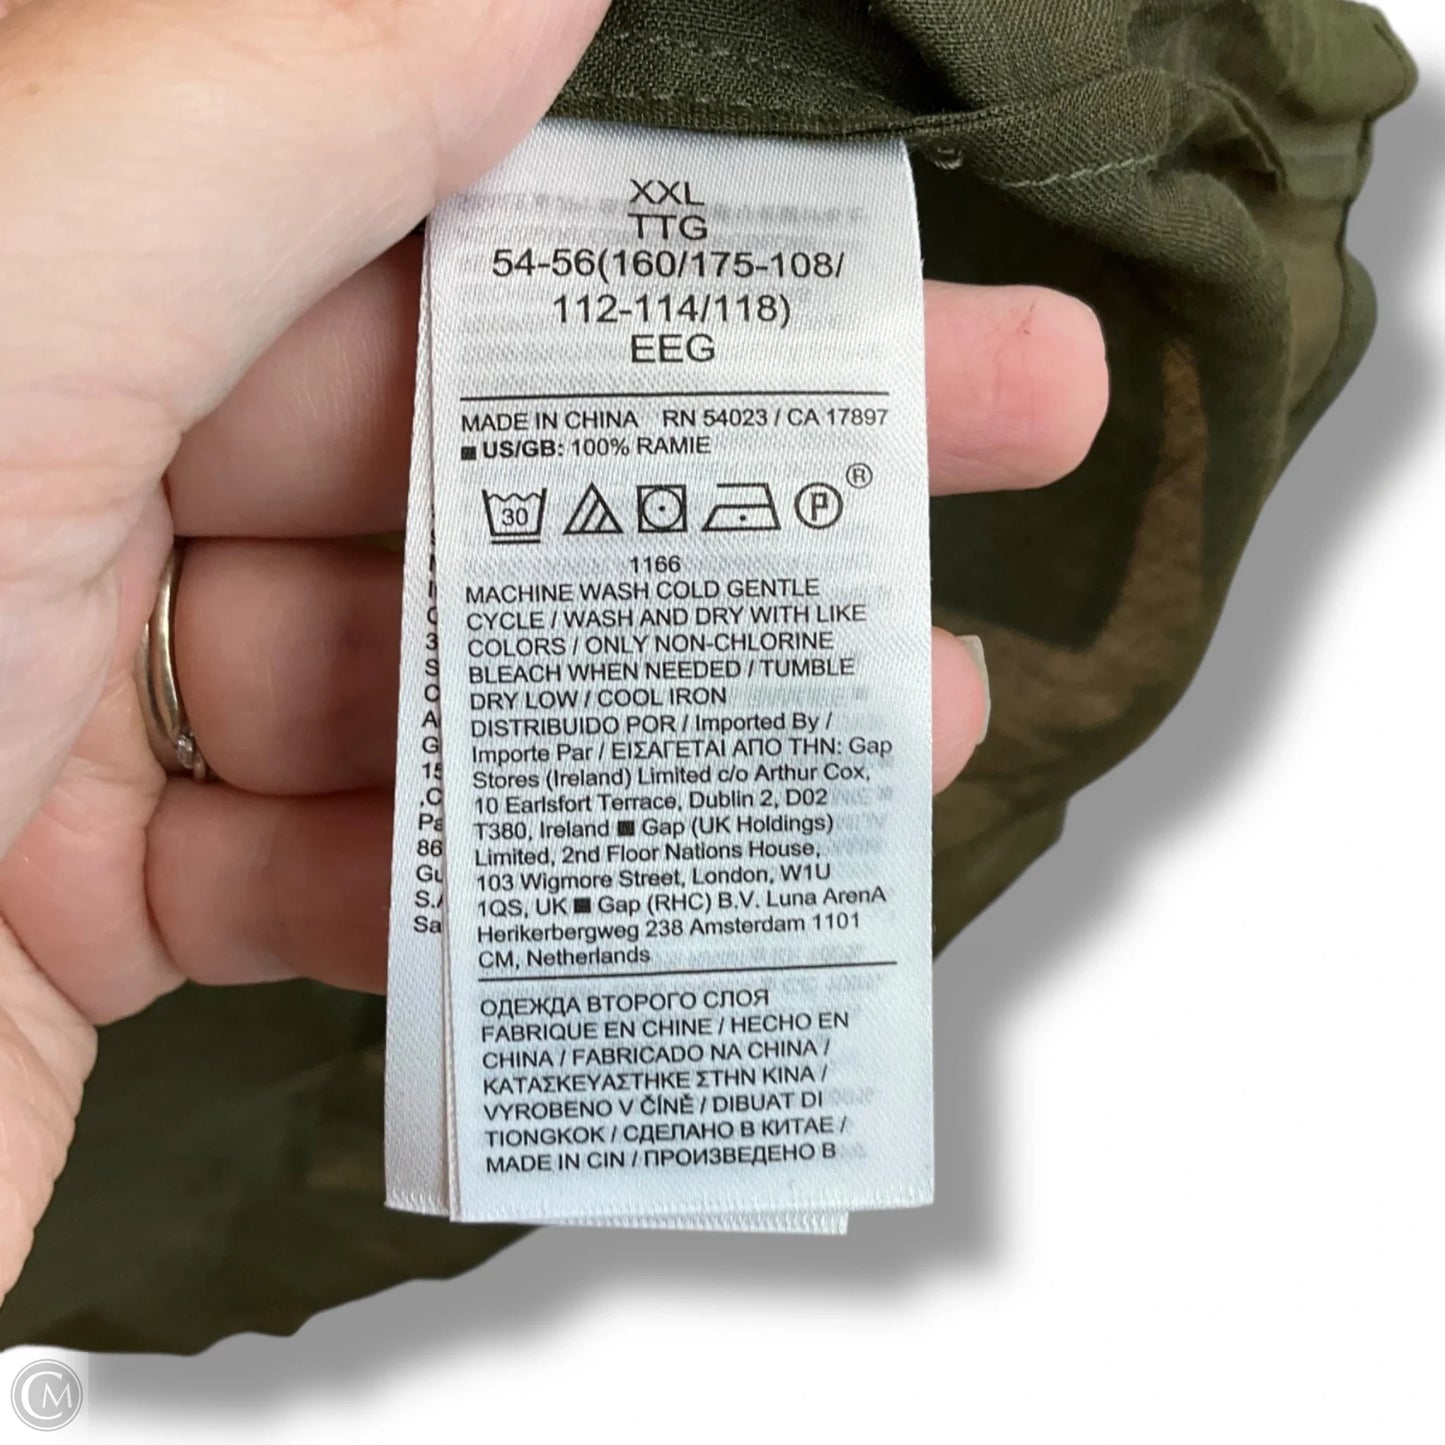 XXL
TTG
54-56(160/175-108/
112-114/118)
EEG
MADE IN CHINA RN 54023 / CA 17897
■ US/GB: 100% RAMIE
30 P ®
1166
MACHINE WASH COLD GENTLE
CYCLE / WASH AND DRY WITH LIKE
COLORS / ONLY NON-CHLORINE
BLEACH WHEN NEEDED / TUMBLE
DRY LOW / COOL IRON
DISTRIBUIDO POR / Imported By /
Importe Par / ΕΙΣΑΓΕΤΑΙ ΑΠΟ ΤΗΝ: Gap
Stores (Ireland) Limited c/o Arthur Cox,
10 Earlsfort Terrace, Dublin 2, D02
T380, Ireland ■ Gap (UK Holdings)
Limited, 2nd Floor Nations House,
103 Wigmore Street, London, W1U
1QS, UK ■ Gap (RHC) B.V. Luna ArenA
Herikerbergweg 238 Amsterdam 1101
CM, Netherlands
ОДЕЖДА ВТОРОГО СЛОЯ
FABRIQUE EN CHINE / HECHO EN
CHINA / FABRICADO NA CHINA /
ΚΑΤΑΣΚΕΥΑΣΤΗΚΕ ΣΤΗΝ ΚΙΝΑ /
VYROBENO V ČÍNĚ / DIBUAT DI
TIONGKOK / СДЕЛАНО В КИТАЕ /
MADE IN CIN / ПРОИЗВЕДЕНО В
CM